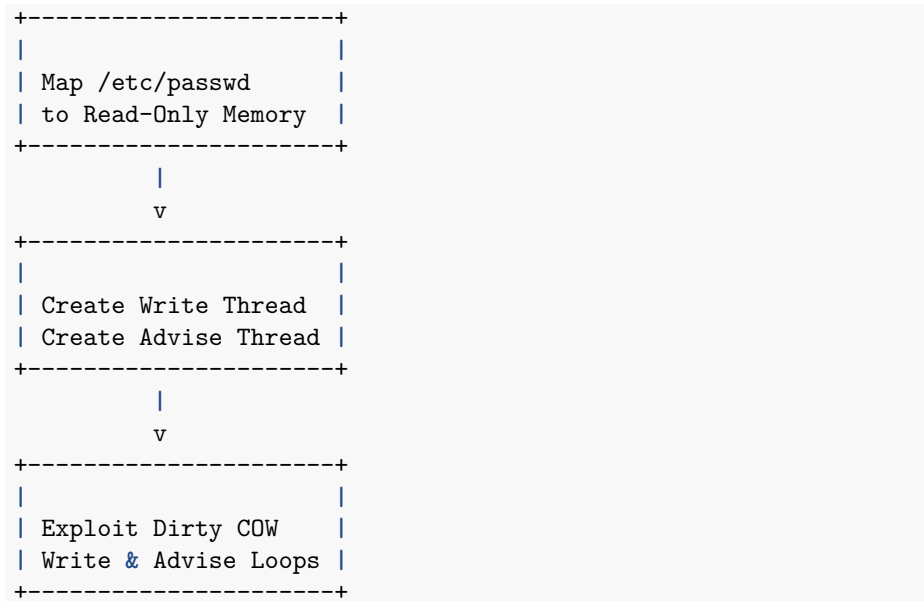 +----------------------+
|                      |
| Map /etc/passwd      |
| to Read-Only Memory  |
+----------------------+
          |
          v
+----------------------+
|                      |
| Create Write Thread  |
| Create Advise Thread |
+----------------------+
          |
          v
+----------------------+
|                      |
| Exploit Dirty COW    |
| Write & Advise Loops |
+----------------------+